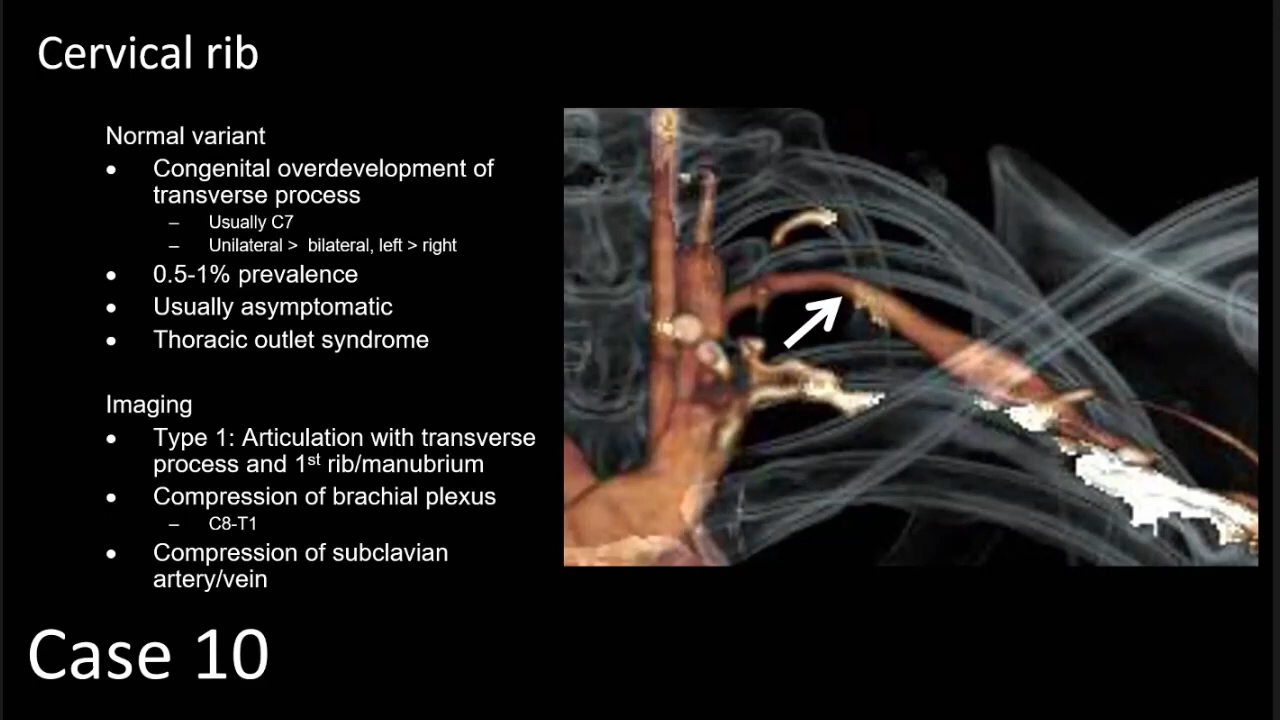 Cervical rib
Normal variant
• Congenital overdevelopment of
transverse process
– Usually C7
– Unilateral > bilateral, left > right
• 0.5-1% prevalence
• Usually asymptomatic
• Thoracic outlet syndrome
Imaging
• Type 1: Articulation with transverse
process and 1st rib/manubrium
• Compression of brachial plexus
– C8-T1
• Compression of subclavian
artery/vein
Case 10